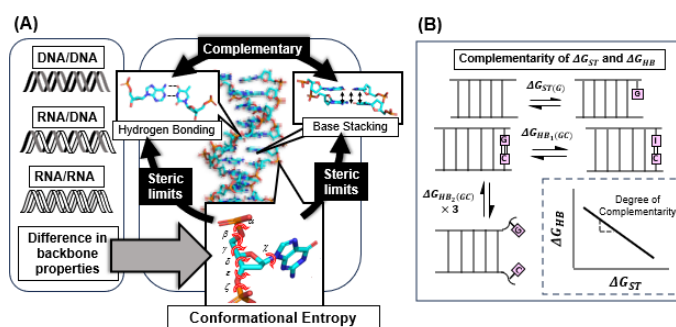 (A)
DNA/DNA
RNA/DNA
RNA/RNA
Difference in
backbone
properties
Complementary
Hydrogen Bonding
Base Stacking
Steric
limits
Steric
limits
α
β
γ
δ
ε
ζ
χ
Conformational Entropy
(B)
Complementarity of ΔG_ST and ΔG_HB
ΔG_ST(G)
G
G
C
ΔG_HB₁(GC)
I
C
ΔG_HB₂(GC)
× 3
G
C
Degree of
Complementarity
ΔG_HB
ΔG_ST